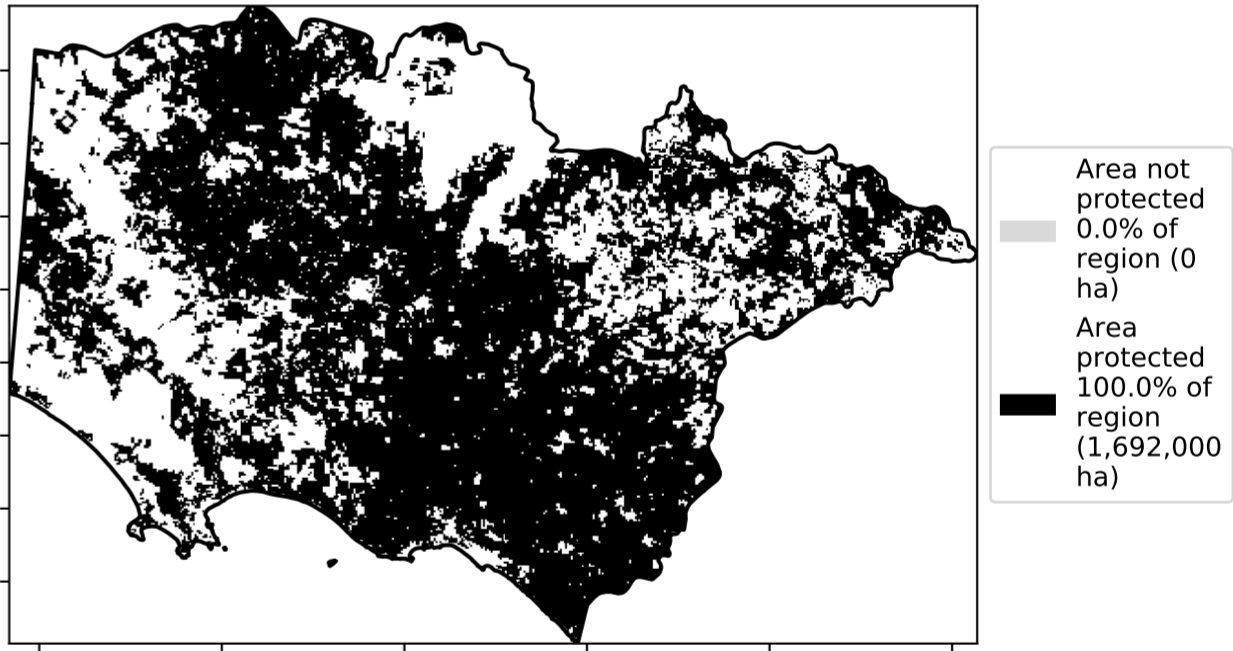 Area not
protected
0.0% of
region (0
ha)
Area
protected
100.0% of
region
(1,692,000
ha)